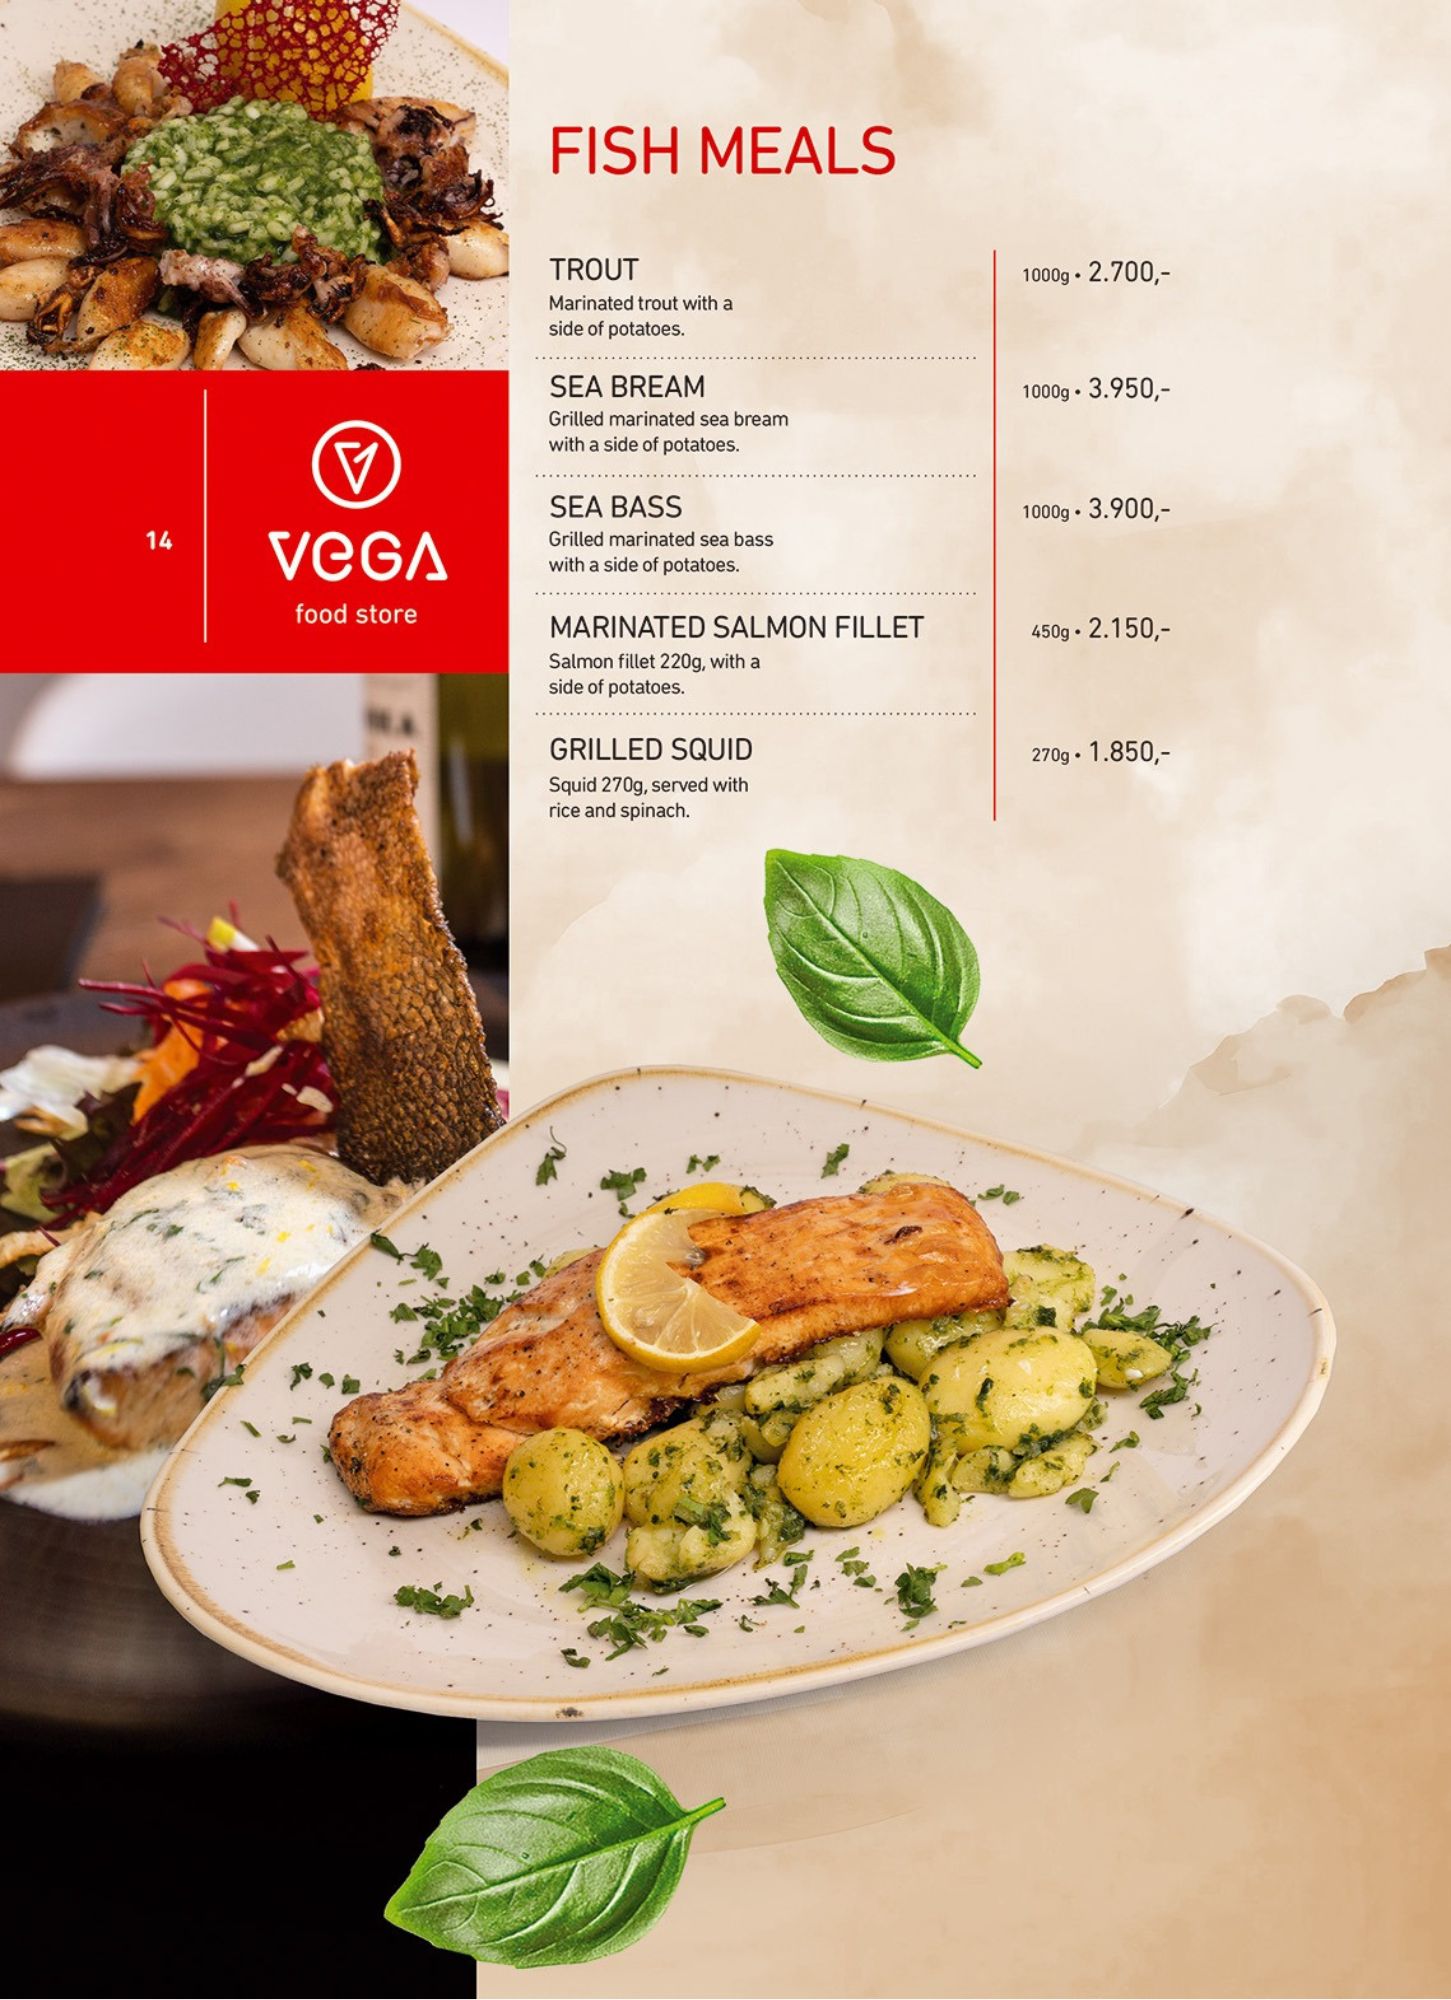 FISH MEALS
TROUT
1000g • 2.700,-
Marinated trout with a
side of potatoes.
SEA BREAM
1000g • 3.950,-
Grilled marinated sea bream
with a side of potatoes.
SEA BASS
1000g • 3.900,-
Grilled marinated sea bass
with a side of potatoes.
MARINATED SALMON FILLET
450g • 2.150,-
Salmon fillet 220g, with a
side of potatoes.
GRILLED SQUID
270g • 1.850,-
Squid 270g, served with
rice and spinach.
14
VEGA
food store